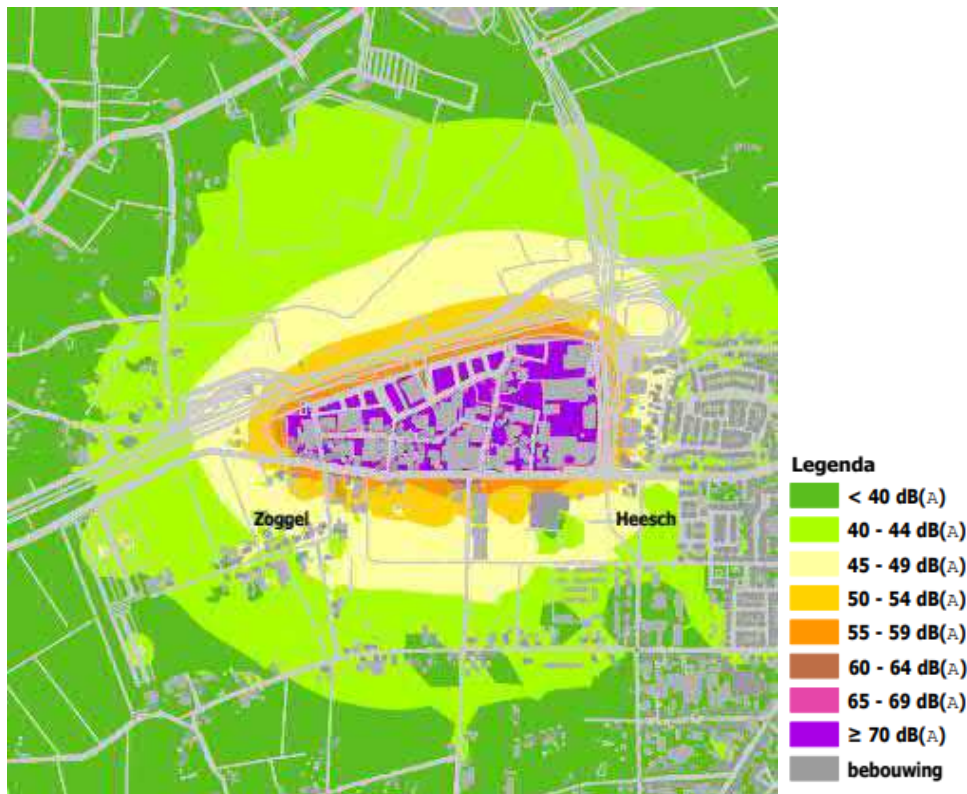 Zoggel
Heesch
Legenda
< 40 dB(A)
40 - 44 dB(A)
45 - 49 dB(A)
50 - 54 dB(A)
55 - 59 dB(A)
60 - 64 dB(A)
65 - 69 dB(A)
≥ 70 dB(A)
bebouwing